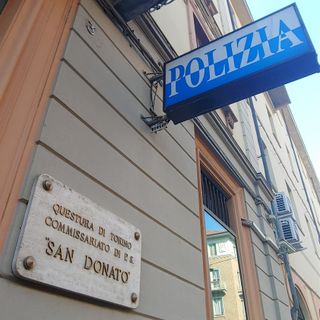 POLIZIA
QUESTURA DI TORINO
COMMISSARIATO DI P.S.
"SAN DONATO"